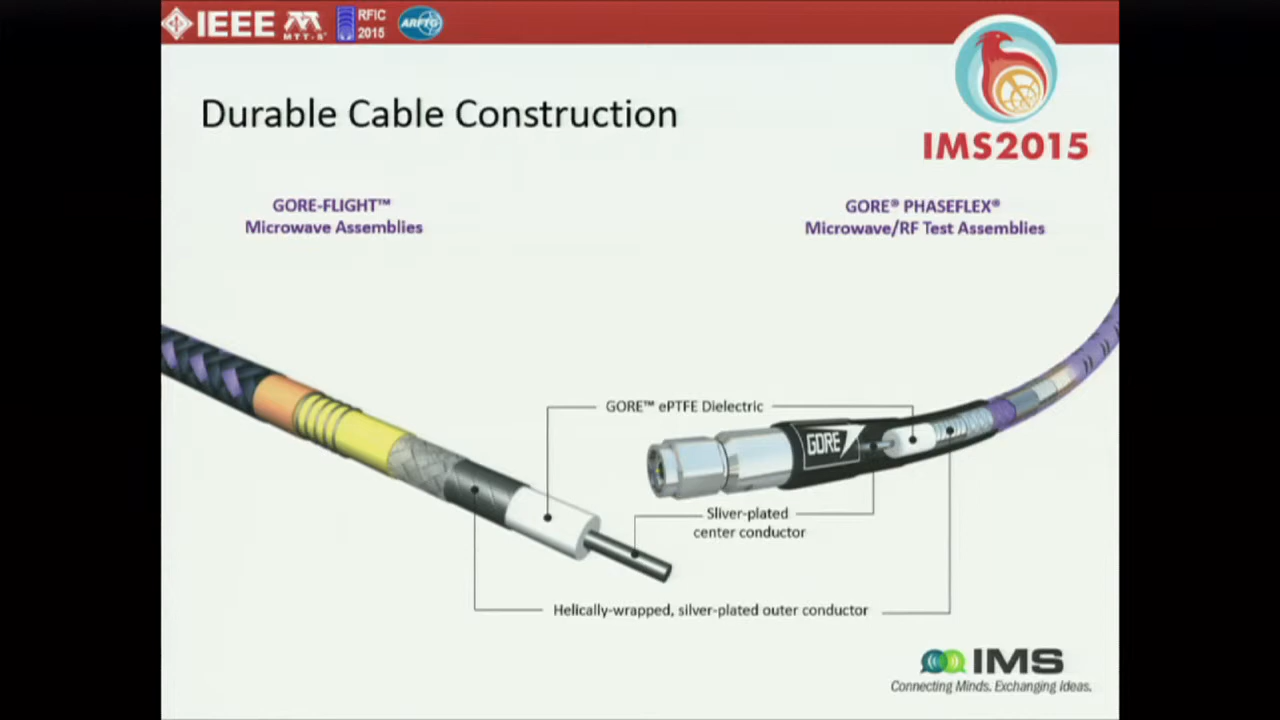 IEEE MTT-S® RFIC 2015 ARFTG
IMS2015
Durable Cable Construction
GORE-FLIGHT™
Microwave Assemblies
GORE® PHASEFLEX®
Microwave/RF Test Assemblies
GORE™ ePTFE Dielectric
GORE
Sliver-plated
center conductor
Helically-wrapped, silver-plated outer conductor
IMS
Connecting Minds. Exchanging Ideas.